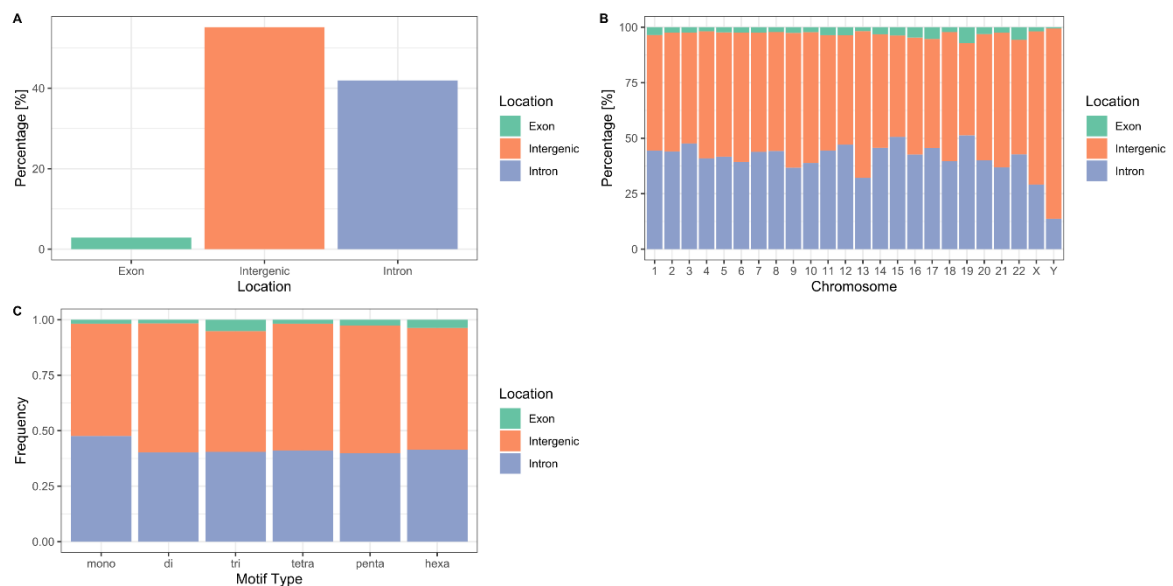 A
Percentage [%]
40
20
0
Exon
Intergenic
Intron
Location
Location
Exon
Intergenic
Intron
B
Percentage [%]
100
75
50
25
0
1 2 3 4 5 6 7 8 9 10 11 12 13 14 15 16 17 18 19 20 21 22 X Y
Chromosome
Location
Exon
Intergenic
Intron
C
Frequency
1.00
0.75
0.50
0.25
0.00
mono di tri tetra penta hexa
Motif Type
Location
Exon
Intergenic
Intron